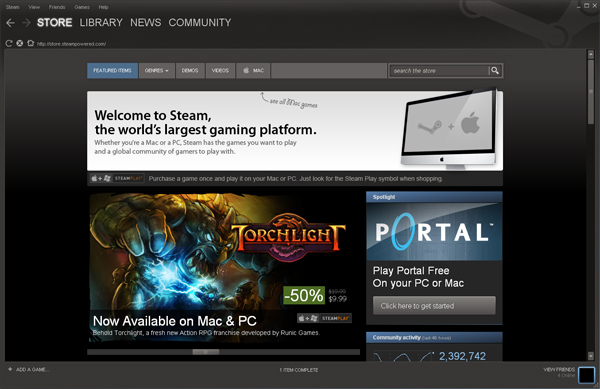 Steam View Friends Games Help
STORE LIBRARY NEWS COMMUNITY
http://store.steampowered.com/
FEATURED ITEMS GENRES DEMOS VIDEOS MAC search the store
see all Mac games
Welcome to Steam,
the world's largest gaming platform.
Whether you're a Mac or a PC, Steam has the games you want to play
and a global community of gamers to play with.
STEAMPLAY Purchase a game once and play it on your Mac or PC. Just look for the Steam Play symbol when shopping.
TORCHLIGHT
-50% $19.99
$9.99
STEAMPLAY
Now Available on Mac & PC
Behold Torchlight, a fresh new Action RPG franchise developed by Runic Games.
Spotlight
PORTAL™
Play Portal Free
On your PC or Mac
Click here to get started
Community activity (last 48 hours)
2,392,742
+ ADD A GAME... 1 ITEM COMPLETE VIEW FRIENDS
6 Online